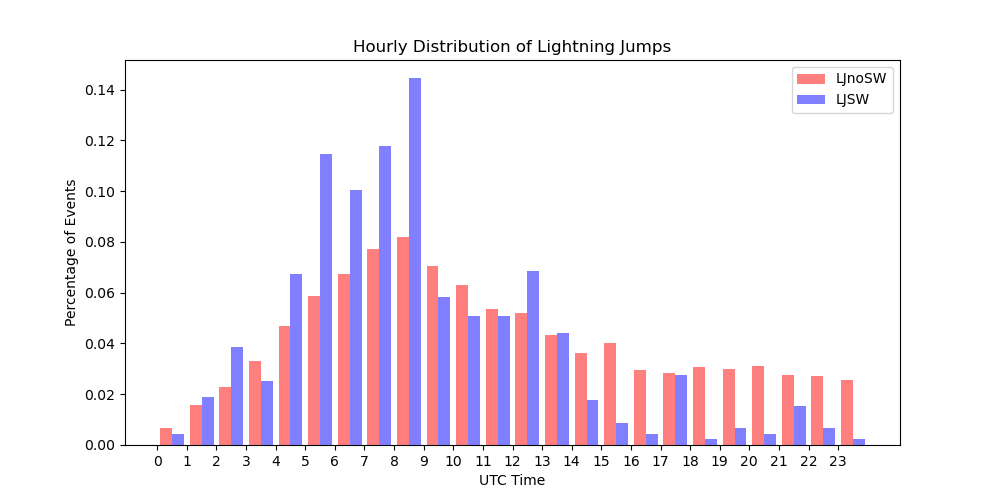 Hourly Distribution of Lightning Jumps
LJnoSW
LJSW
Percentage of Events
0.14
0.12
0.10
0.08
0.06
0.04
0.02
0.00
0 1 2 3 4 5 6 7 8 9 10 11 12 13 14 15 16 17 18 19 20 21 22 23
UTC Time